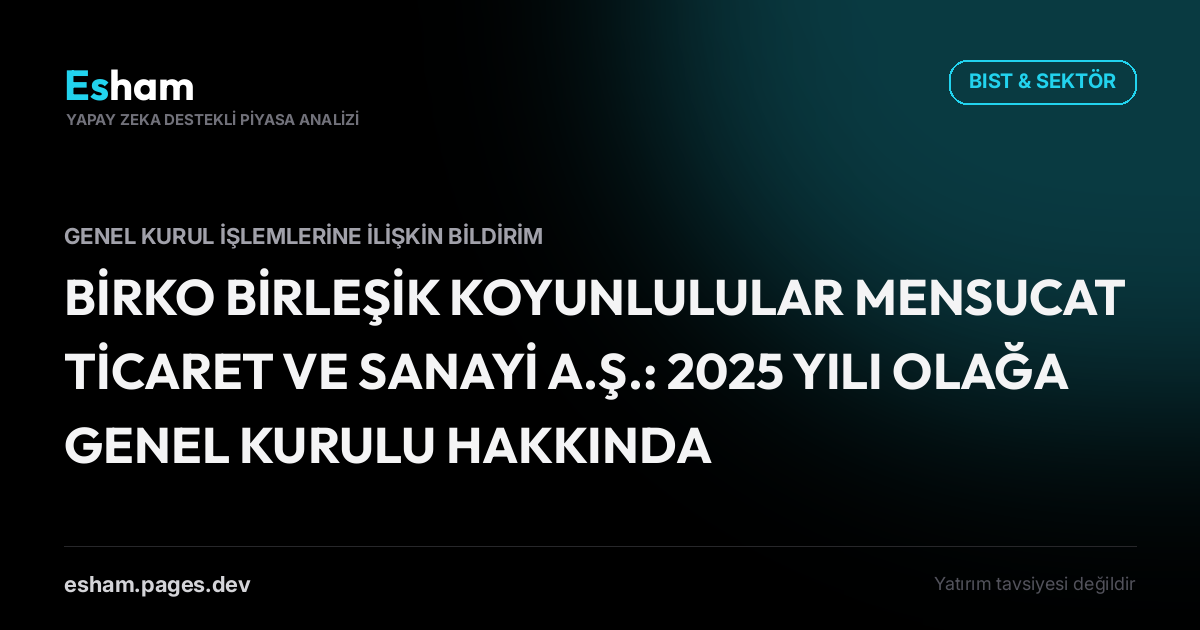 Esham
YAPAY ZEKA DESTEKLİ PİYASA ANALİZİ
BIST & SEKTÖR
GENEL KURUL İŞLEMLERİNE İLİŞKİN BİLDİRİM
BİRKO BİRLEŞİK KOYUNLULULAR MENSUCAT
TİCARET VE SANAYİ A.Ş.: 2025 YILI OLAĞA
GENEL KURULU HAKKINDA
esham.pages.dev
Yatırım tavsiyesi değildir